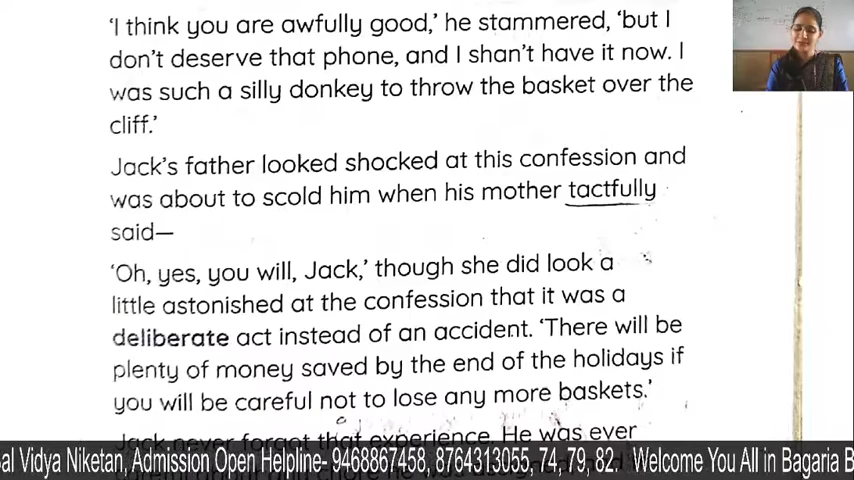 ‘I think you are awfully good,’ he stammered, ‘but I
don’t deserve that phone, and I shan’t have it now. I
was such a silly donkey to throw the basket over the
cliff.’
Jack’s father looked shocked at this confession and
was about to scold him when his mother tactfully
said—
‘Oh, yes, you will, Jack,’ though she did look a
little astonished at the confession that it was a
deliberate act instead of an accident. ‘There will be
plenty of money saved by the end of the holidays if
you will be careful not to lose any more baskets.’
Jack never forgot that experience. He was ever
Vidya Niketan, Admission Open Helpline- 9468867458, 8764313055, 74, 79, 82. Welcome You All in Bagaria B